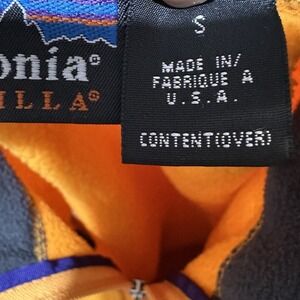 onia®
ILLA®
S
MADE IN/
FABRIQUE A
U.S.A.
CONTENT(OVER)